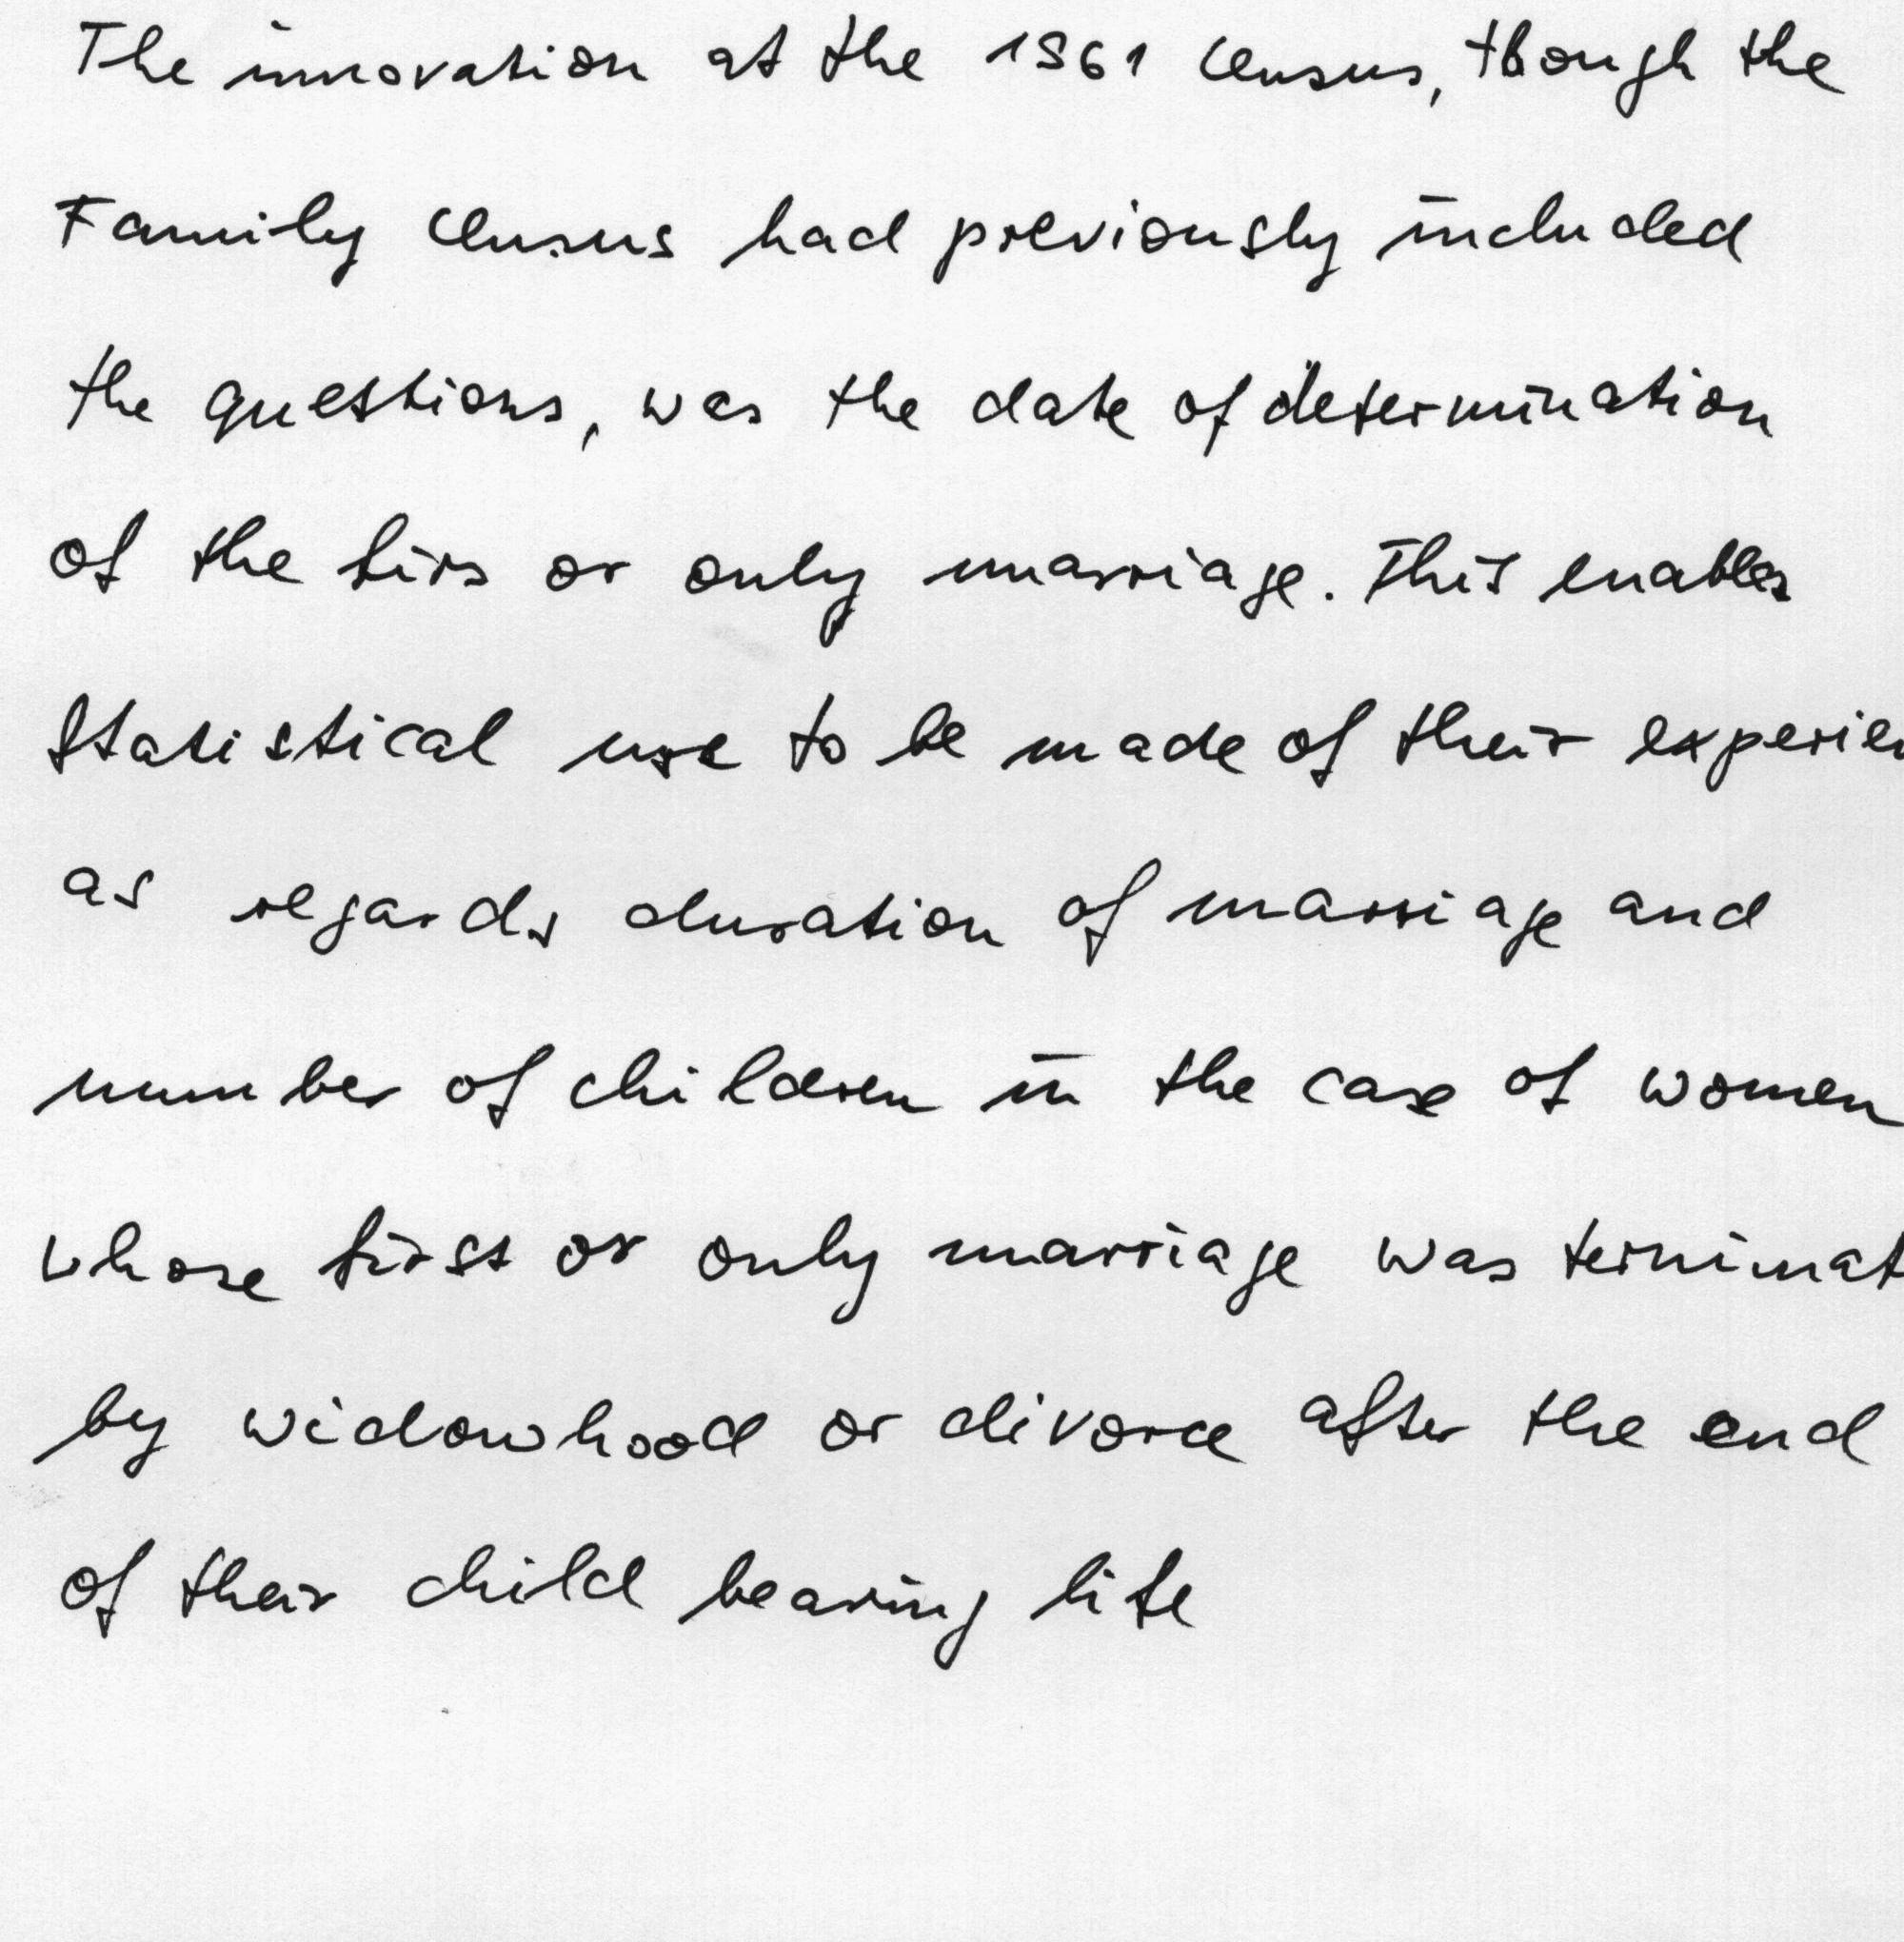 The innovation at the 1961 census, though the
Family census had previously included
the questions, was the date of determination
of the firs or only marriage. This enables
Statistical use to be made of their experien
as regards duration of marriage and
number of children in the case of women
whose first or only marriage was terminat
by widowhood or divorce after the end
of their child bearing life